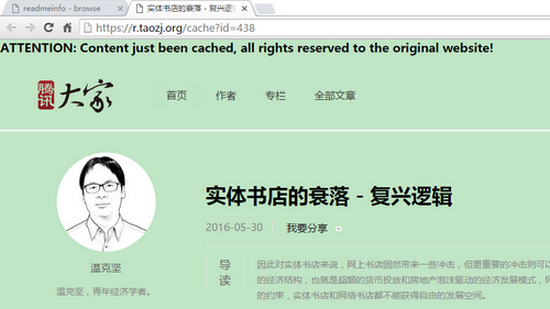 readmeinfo - browse
实体书店的衰落 - 复兴逻
https://r.taozj.org/cache?id=438
ATTENTION: Content just been cached, all rights reserved to the original website!
腾讯 大家 首页 作者 专栏 全部文章
实体书店的衰落 - 复兴逻辑
2016-05-30 我要分享
温克坚
温克坚，青年经济学者。
导读
因此对实体书店来说，网上书店固然带来一些冲击，但更重要的冲击则可以
的经济结构，也就是超额的货币投放和房地产泡沫驱动的经济发展模式，
的约束，实体书店和网络书店都不能获得自由的发展空间。